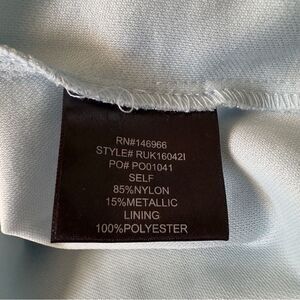 RN#146966
STYLE# RUK16042I
PO# PO01041
SELF
85%NYLON
15%METALLIC
LINING
100%POLYESTER